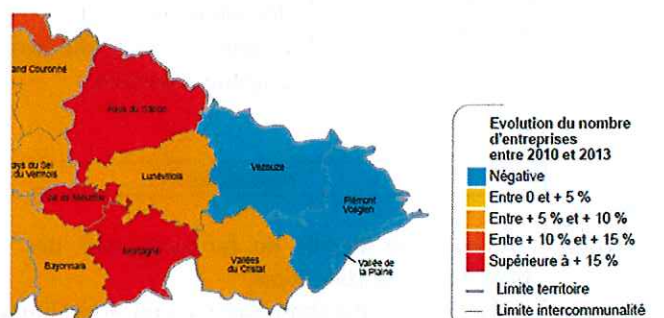 and Couronné
Pays du Sânon
ays du Sel
du Vermois
Lunévillois
Vezouze
Piémont
Vosgien
Val de Meurthe
Mortagne
Bayonnais
Vallées
du Cristal
Vallée de
la Plaine
Evolution du nombre
d'entreprises
entre 2010 et 2013
Négative
Entre 0 et + 5 %
Entre + 5 % et + 10 %
Entre + 10 % et + 15 %
Supérieure à + 15 %
Limite territoire
Limite intercommunalité